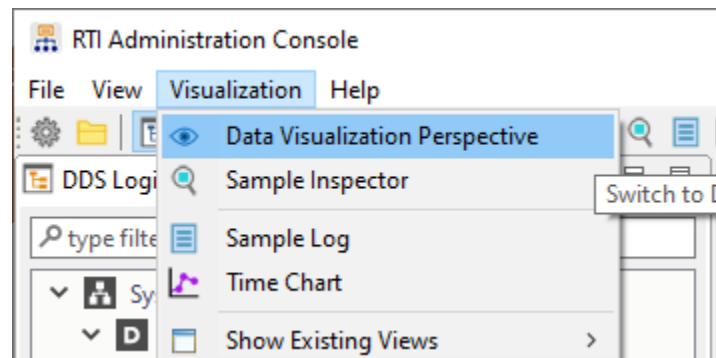 RTI Administration Console
File View Visualization Help
Data Visualization Perspective
DDS Logi
Sample Inspector
Switch to D
type filte
Sample Log
Sy
Time Chart
D
Show Existing Views